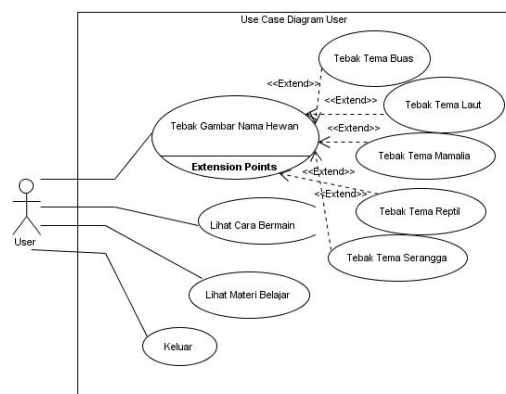 Use Case Diagram User
Tebak Tema Buas
<<Extend>>
Tebak Tema Laut
<<Extend>>
Tebak Gambar Nama Hewan
<<Extend>>
Tebak Tema Mamalia
Extension Points
<<Extend>>
Tebak Tema Reptil
<<Extend>>
Lihat Cara Bermain
User
Tebak Tema Serangga
Lihat Materi Belajar
Keluar